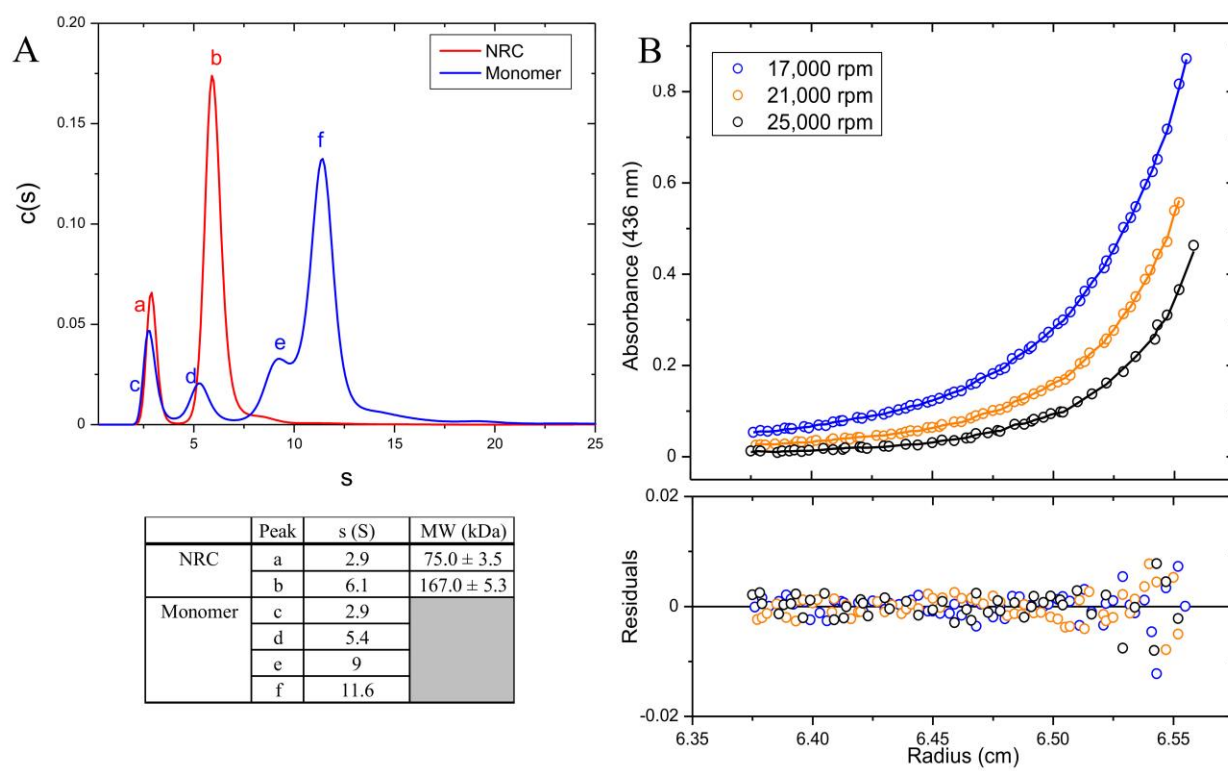 A
0.20
0.15
0.10
0.05
0
c(s)
NRC
Monomer
a
b
c
d
e
f
5
10
15
20
25
s
Peak s (S) MW (kDa)
NRC a 2.9 75.0 ± 3.5
b 6.1 167.0 ± 5.3
Monomer c 2.9
d 5.4
e 9
f 11.6
B
17,000 rpm
21,000 rpm
25,000 rpm
Absorbance (436 nm)
0.8
0.6
0.4
0.2
0
Residuals
0.02
0
-0.02
6.35
6.40
6.45
6.50
6.55
Radius (cm)